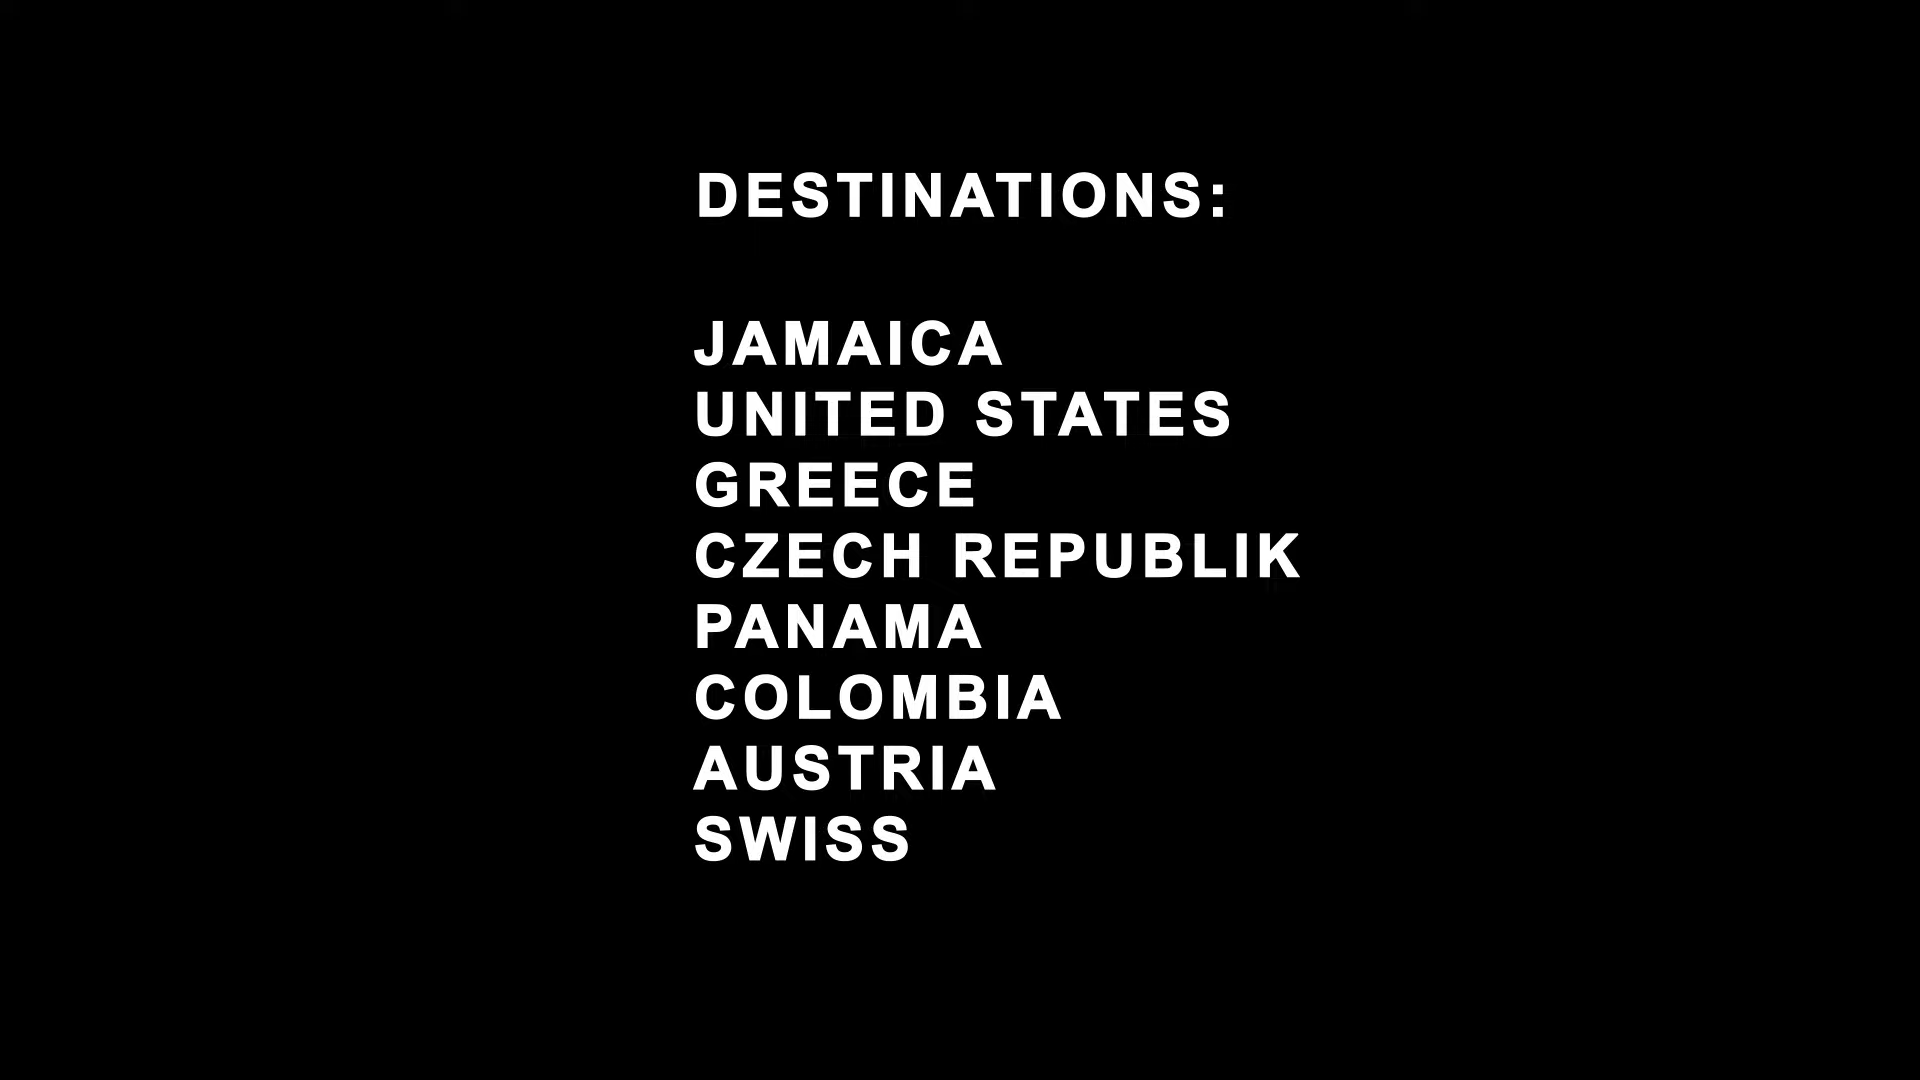 DESTINATIONS:
JAMAICA
UNITED STATES
GREECE
CZECH REPUBLIK
PANAMA
COLOMBIA
AUSTRIA
SWISS